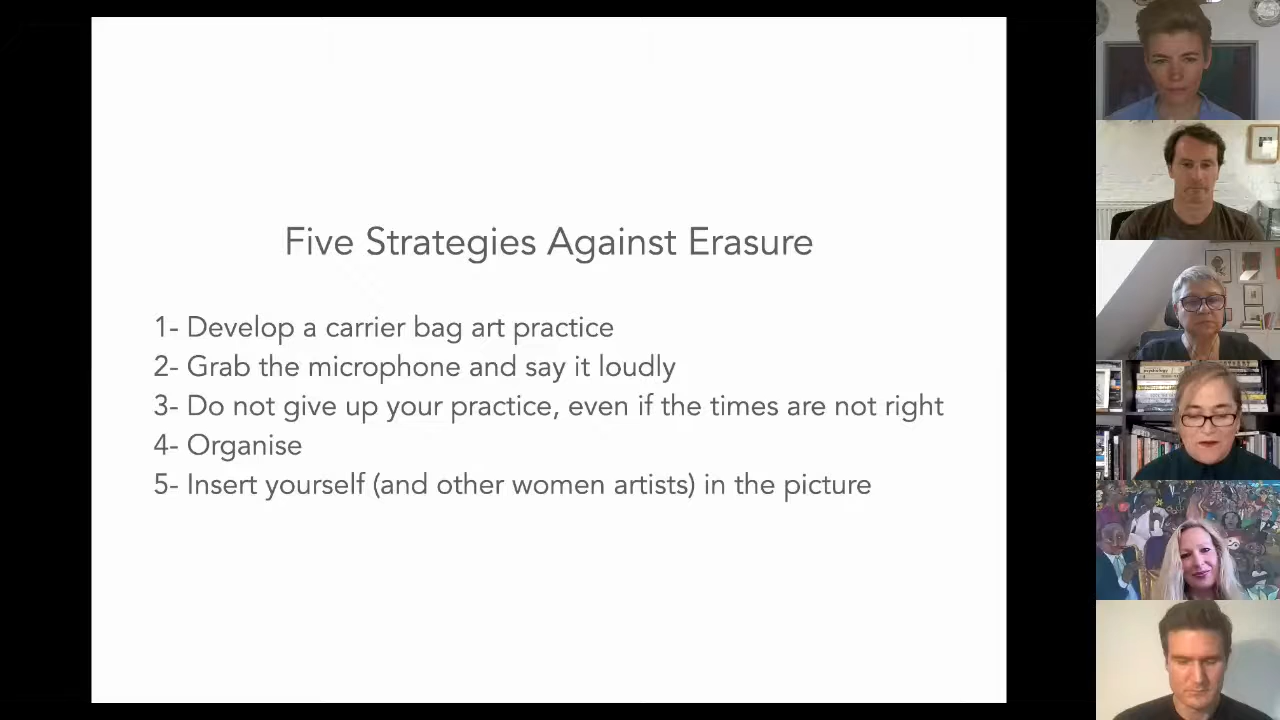 Five Strategies Against Erasure
1- Develop a carrier bag art practice
2- Grab the microphone and say it loudly
3- Do not give up your practice, even if the times are not right
4- Organise
5- Insert yourself (and other women artists) in the picture
psychology